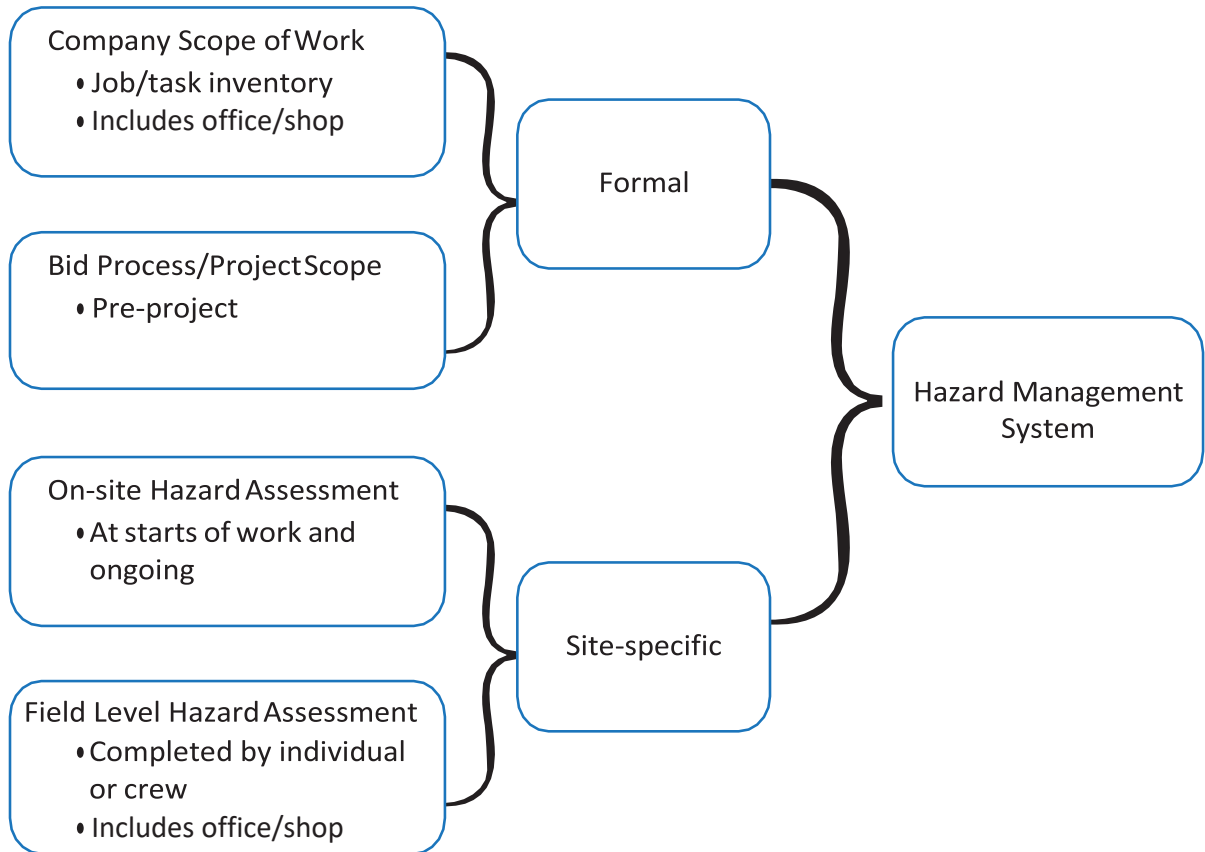 Company Scope of Work
• Job/task inventory
• Includes office/shop
Formal
Bid Process/Project Scope
• Pre-project
Hazard Management
System
On-site Hazard Assessment
• At starts of work and
ongoing
Site-specific
Field Level Hazard Assessment
• Completed by individual
or crew
• Includes office/shop